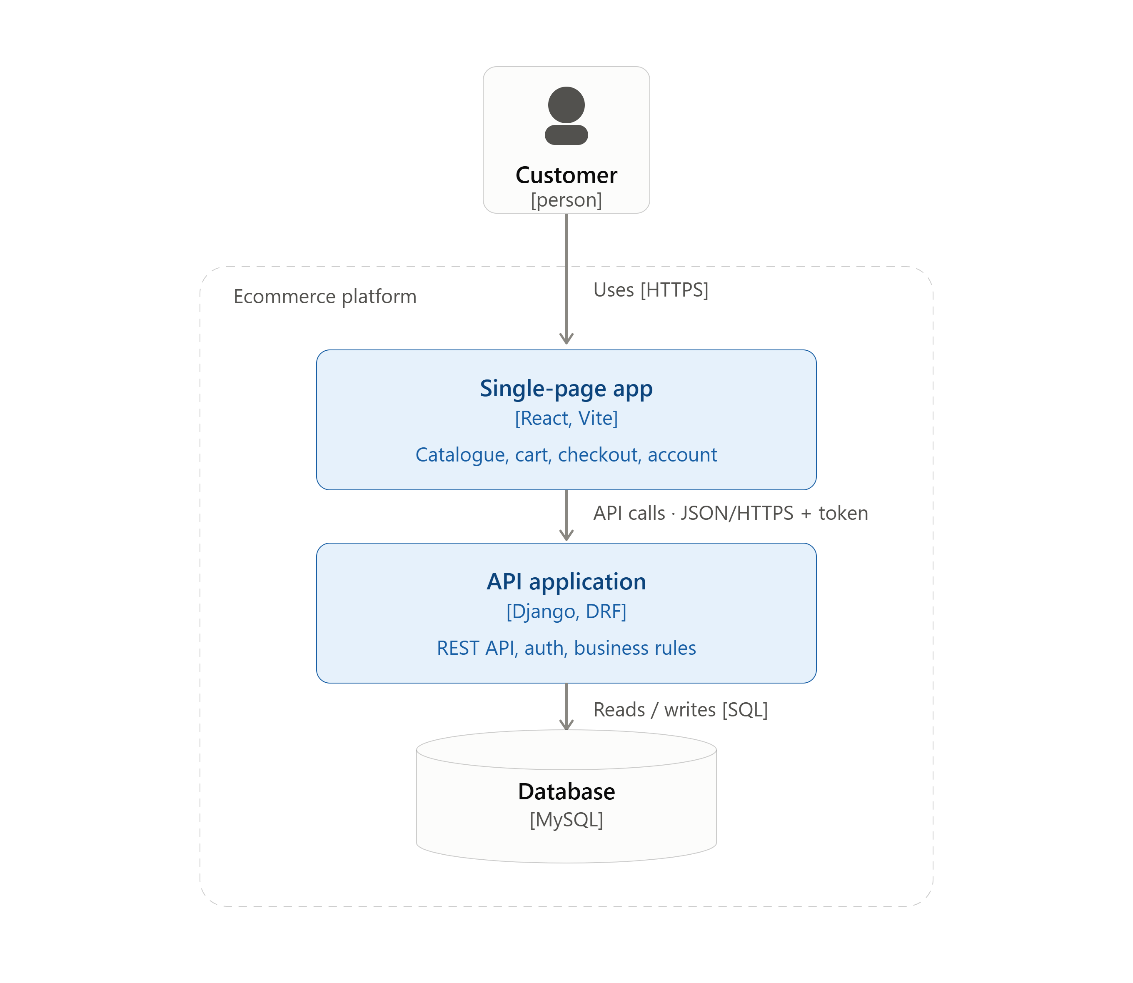 Customer
[person]
Uses [HTTPS]
Ecommerce platform
Single-page app
[React, Vite]
Catalogue, cart, checkout, account
API calls · JSON/HTTPS + token
API application
[Django, DRF]
REST API, auth, business rules
Reads / writes [SQL]
Database
[MySQL]